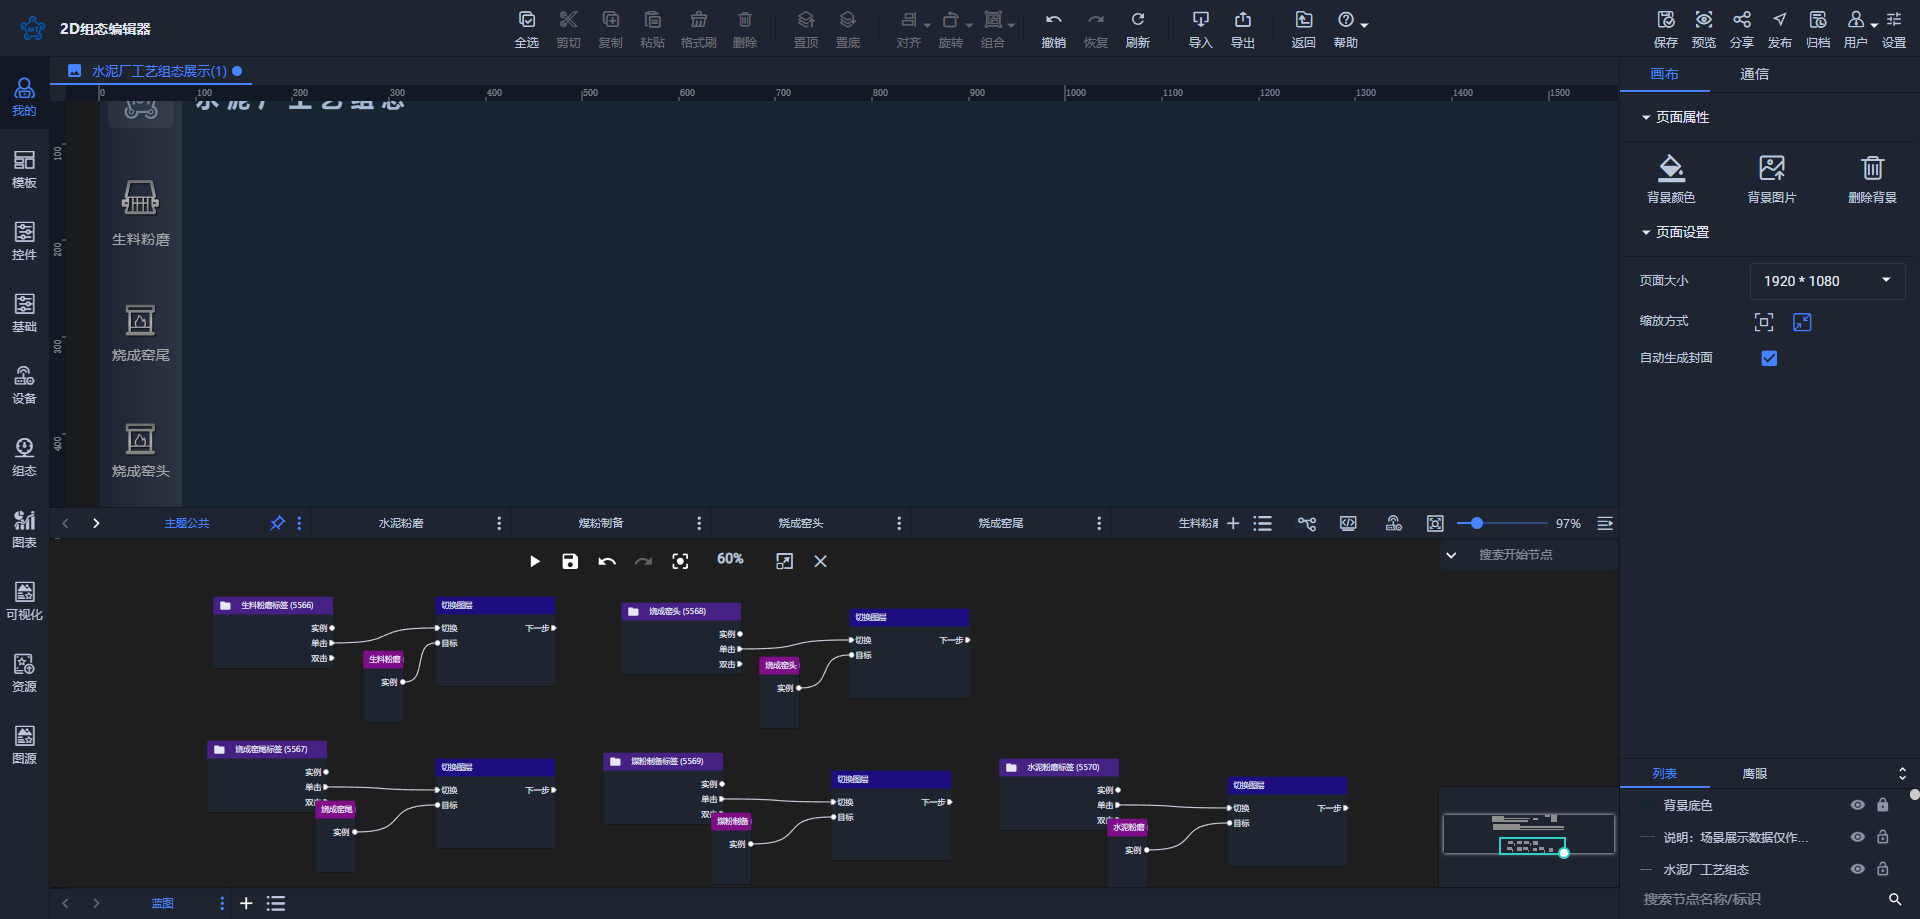 2D组态编辑器
全选 剪切 复制 粘贴 格式刷 删除 置顶 置底 对齐 旋转 组合 撤销 恢复 刷新 导入 导出 返回 帮助 保存 预览 分享 发布 归档 用户 设置
水泥厂工艺组态展示(1)
0 100 200 300 400 500 600 700 800 900 1000 1100 1200 1300 1400 1500
100
200
300
400
我的
模板
控件
基础
设备
组态
图表
可视化
资源
图源
水泥厂工艺组态
生料粉磨
烧成窑尾
烧成窑头
画布 通信
页面属性
背景颜色 背景图片 删除背景
页面设置
页面大小 1920 * 1080
缩放方式
自动生成封面
主题公共 水泥粉磨 煤粉制备 烧成窑头 烧成窑尾 生料粉 97%
60%
搜索开始节点
生料粉磨标签 (5566)
实例
单击
双击
生料粉磨
实例
切换图层
切换 下一步
目标
烧成窑头 (5568)
实例
单击
双击
烧成窑头
实例
切换图层
切换 下一步
目标
烧成窑尾标签 (5567)
实例
单击
双
烧成窑尾
实例
切换图层
切换 下一步
目标
煤粉制备标签 (5569)
实例
单击
双
煤粉制备
实例
切换图层
切换 下一步
目标
水泥粉磨标签 (5570)
实例
单击
双
水泥粉磨
实例
切换图层
切换 下一步
目标
蓝图
列表 鹰眼
背景底色
说明：场景展示数据仅作...
水泥厂工艺组态
搜索节点名称/标识